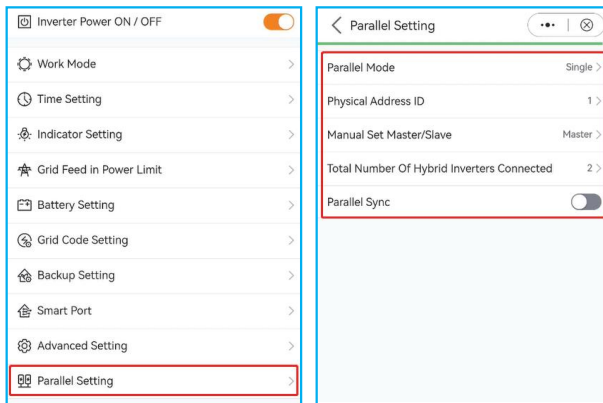 Inverter Power ON / OFF
Work Mode
Time Setting
Indicator Setting
Grid Feed in Power Limit
Battery Setting
Grid Code Setting
Backup Setting
Smart Port
Advanced Setting
Parallel Setting
Parallel Setting
Parallel Mode Single
Physical Address ID 1
Manual Set Master/Slave Master
Total Number Of Hybrid Inverters Connected 2
Parallel Sync